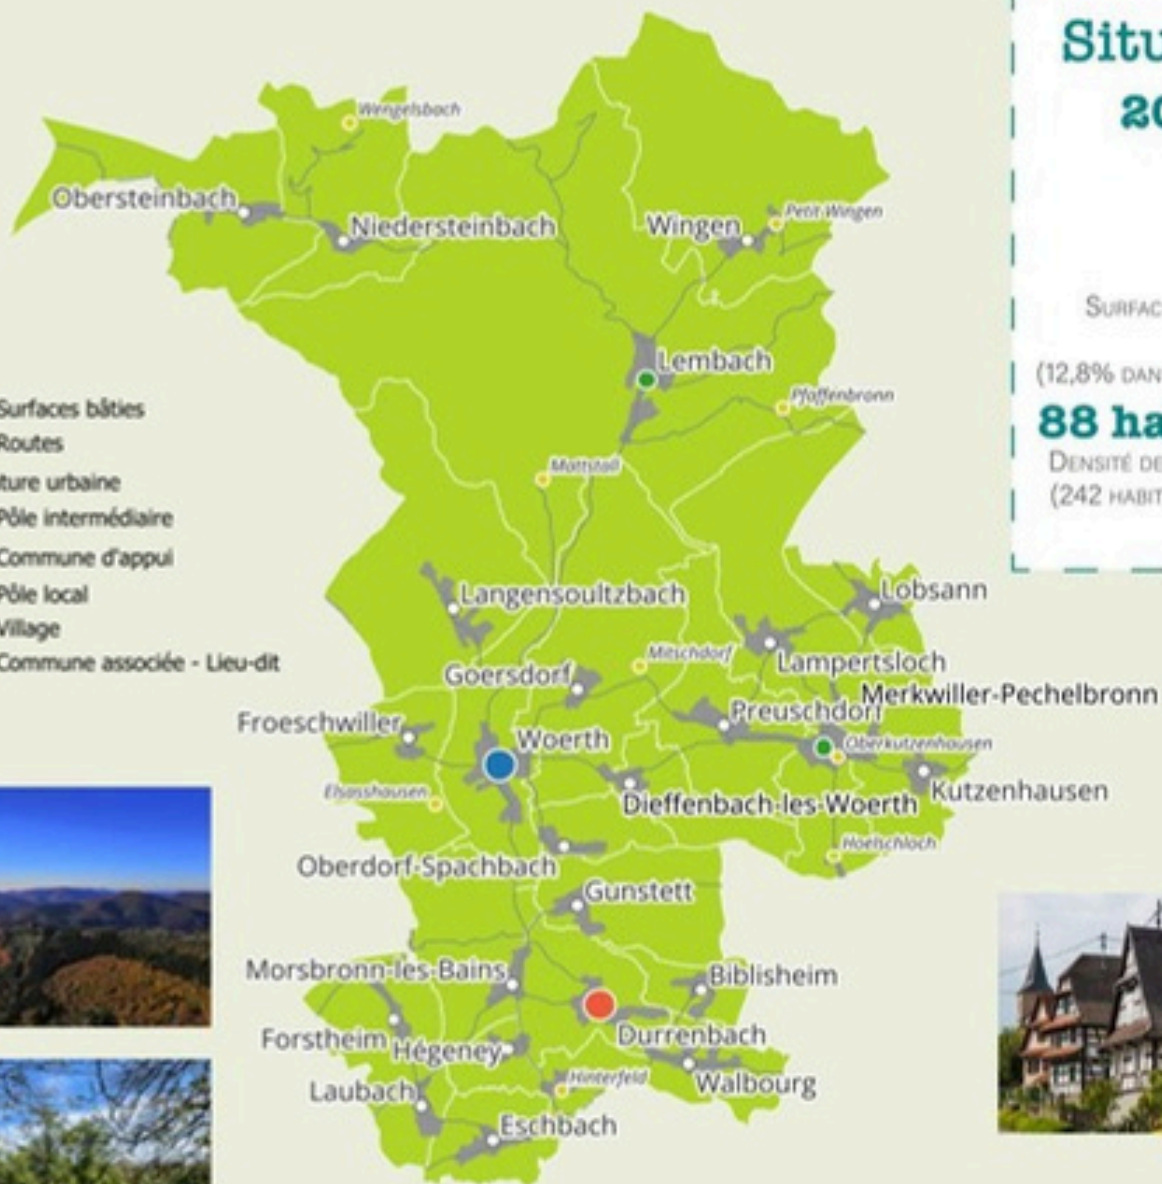 Wengelsbach
Obersteinbach
Niedersteinbach
Wingen
Petit Wingen
Lembach
Pfaffenbronn
Mattstall
Langensoultzbach
Lobsann
Goersdorf
Mitschdorf
Lampertsloch
Merkwiller-Pechelbronn
Froeschwiller
Preuschdorf
Woerth
Oberkutzenhausen
Elsasshausen
Dieffenbach-les-Woerth
Kutzenhausen
Hoelschloch
Oberdorf-Spachbach
Gunstett
Morsbronn-les-Bains
Biblisheim
Forstheim
Hégeney
Durrenbach
Laubach
Hinterfeld
Walbourg
Eschbach
Surfaces bâties
Routes
ture urbaine
Pôle intermédiaire
Commune d'appui
Pôle local
Village
Commune associée - Lieu-dit
Situ
20
SURFAC
(12,8% DAN
88 ha
DENSITÉ DE
(242 HABIT